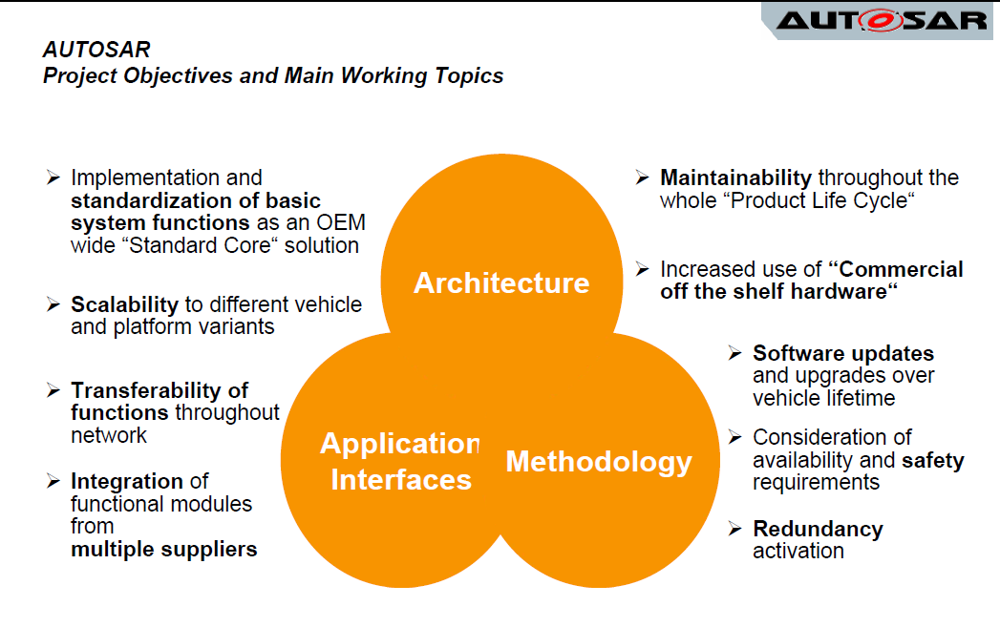 AUTOSAR
AUTOSAR
Project Objectives and Main Working Topics
➢ Implementation and
standardization of basic
system functions as an OEM
wide “Standard Core“ solution
➢ Scalability to different vehicle
and platform variants
➢ Transferability of
functions throughout
network
➢ Integration of
functional modules
from
multiple suppliers
Architecture
Application
Interfaces
Methodology
➢ Maintainability throughout the
whole “Product Life Cycle“
➢ Increased use of “Commercial
off the shelf hardware“
➢ Software updates
and upgrades over
vehicle lifetime
➢ Consideration of
availability and safety
requirements
➢ Redundancy
activation